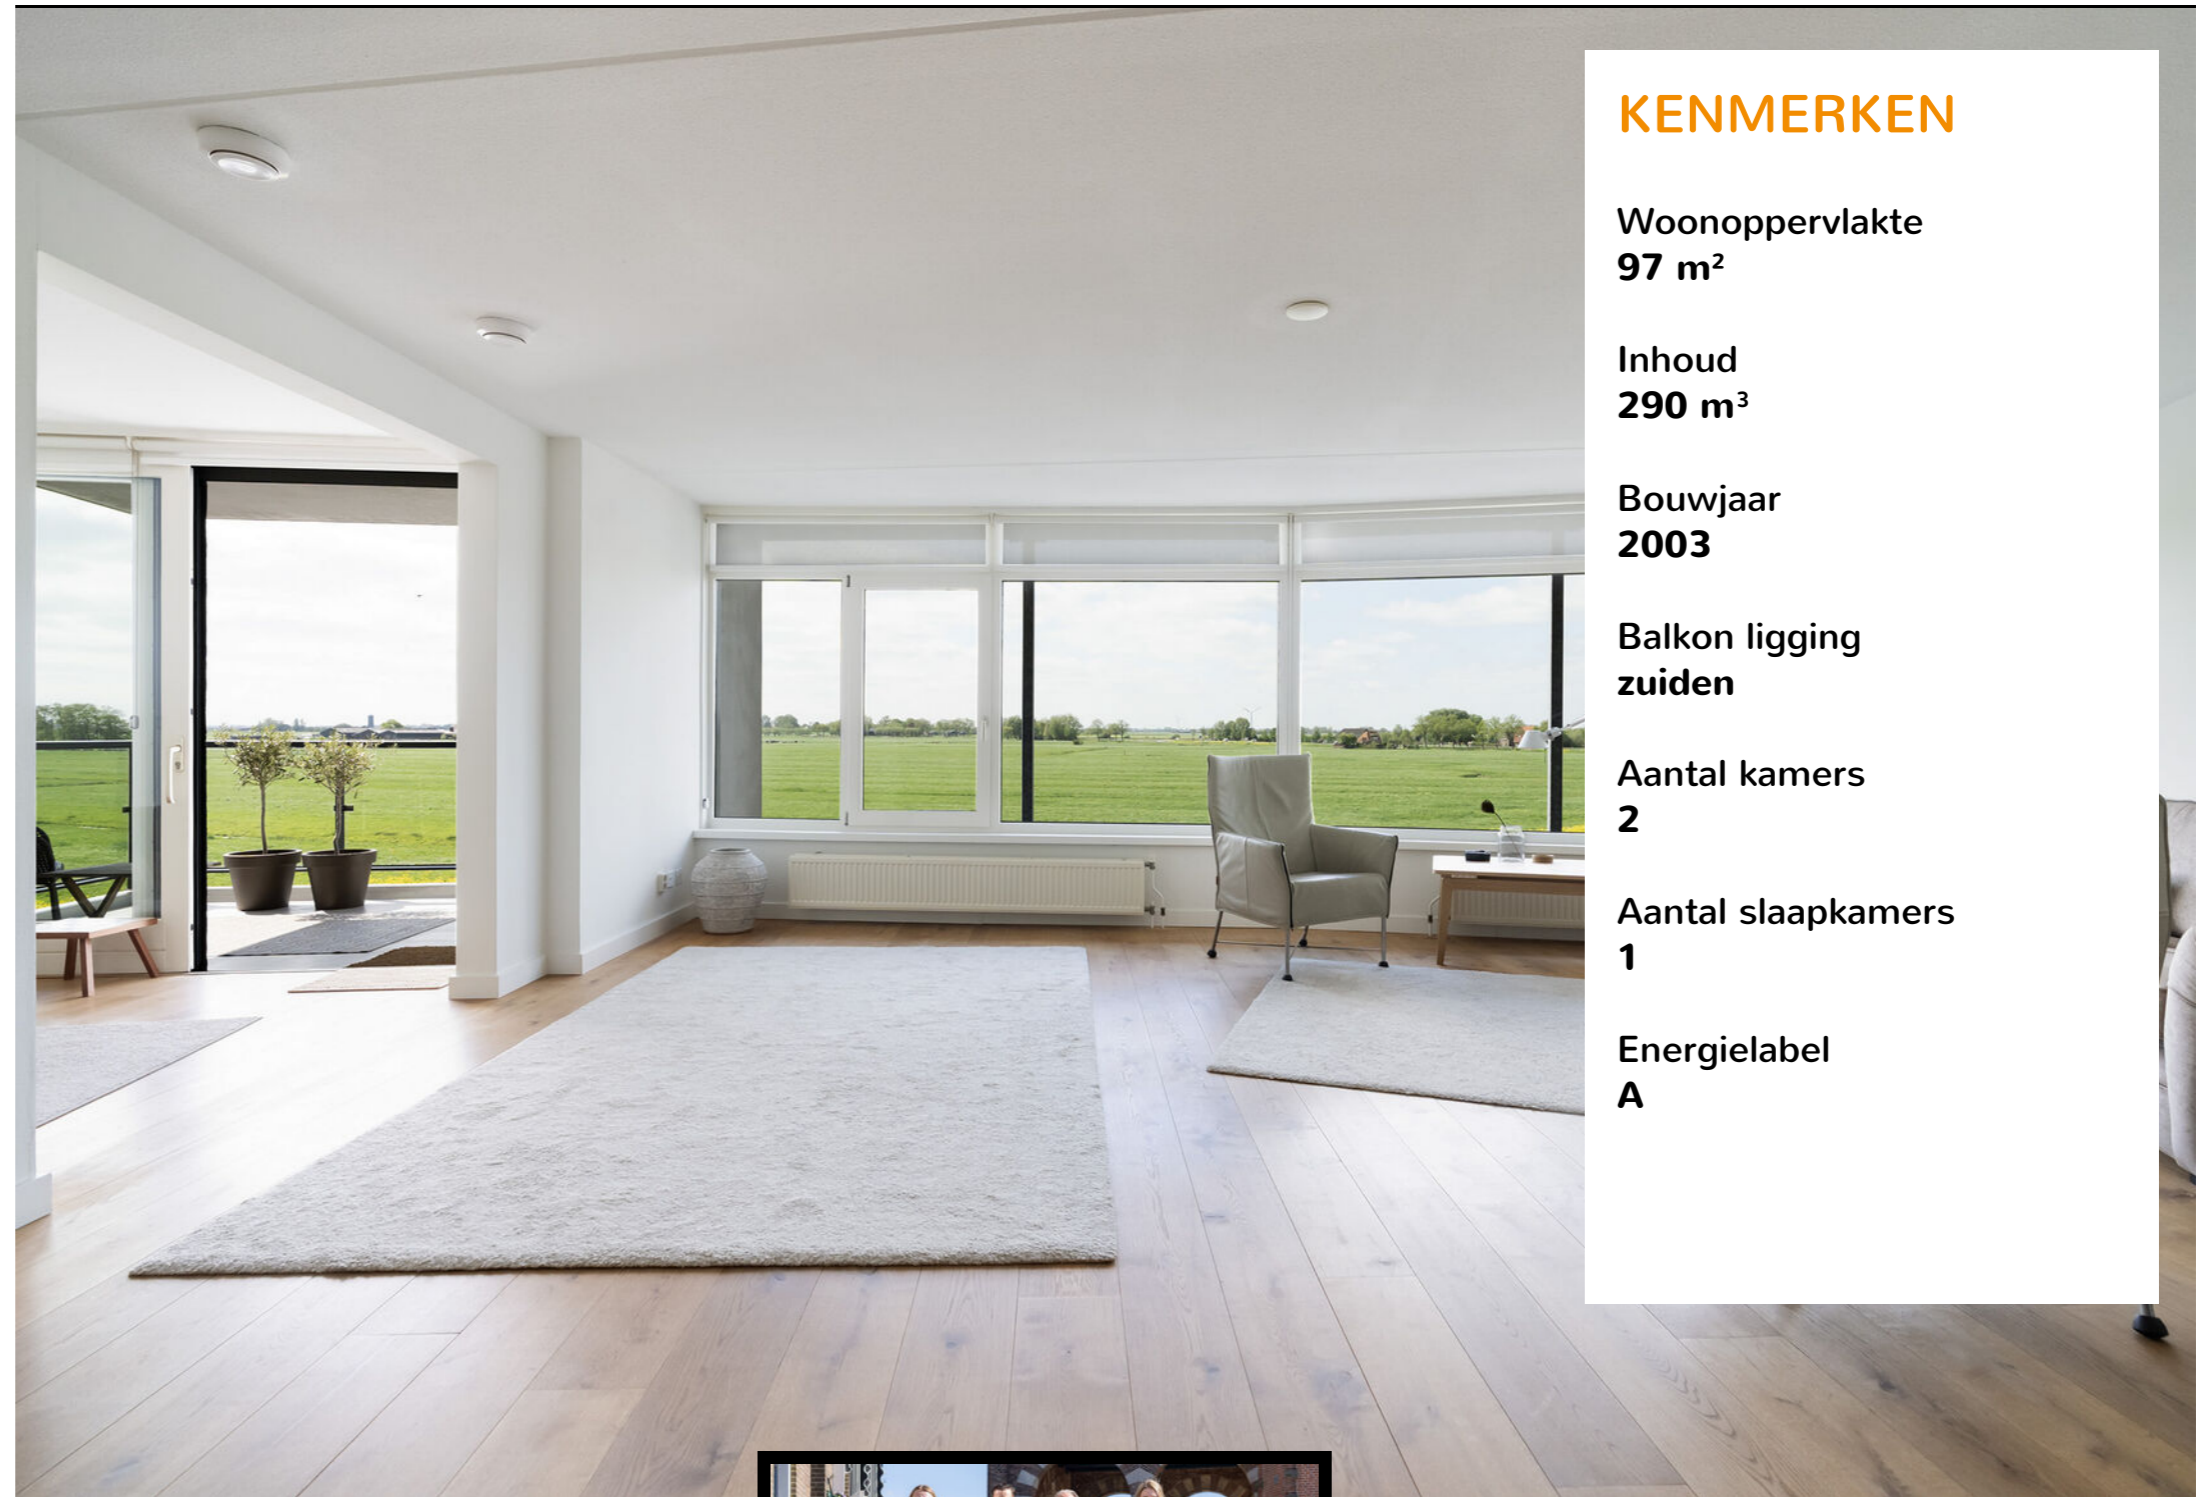 KENMERKEN
Woonoppervlakte
97 m²
Inhoud
290 m³
Bouwjaar
2003
Balkon ligging
zuiden
Aantal kamers
2
Aantal slaapkamers
1
Energielabel
A